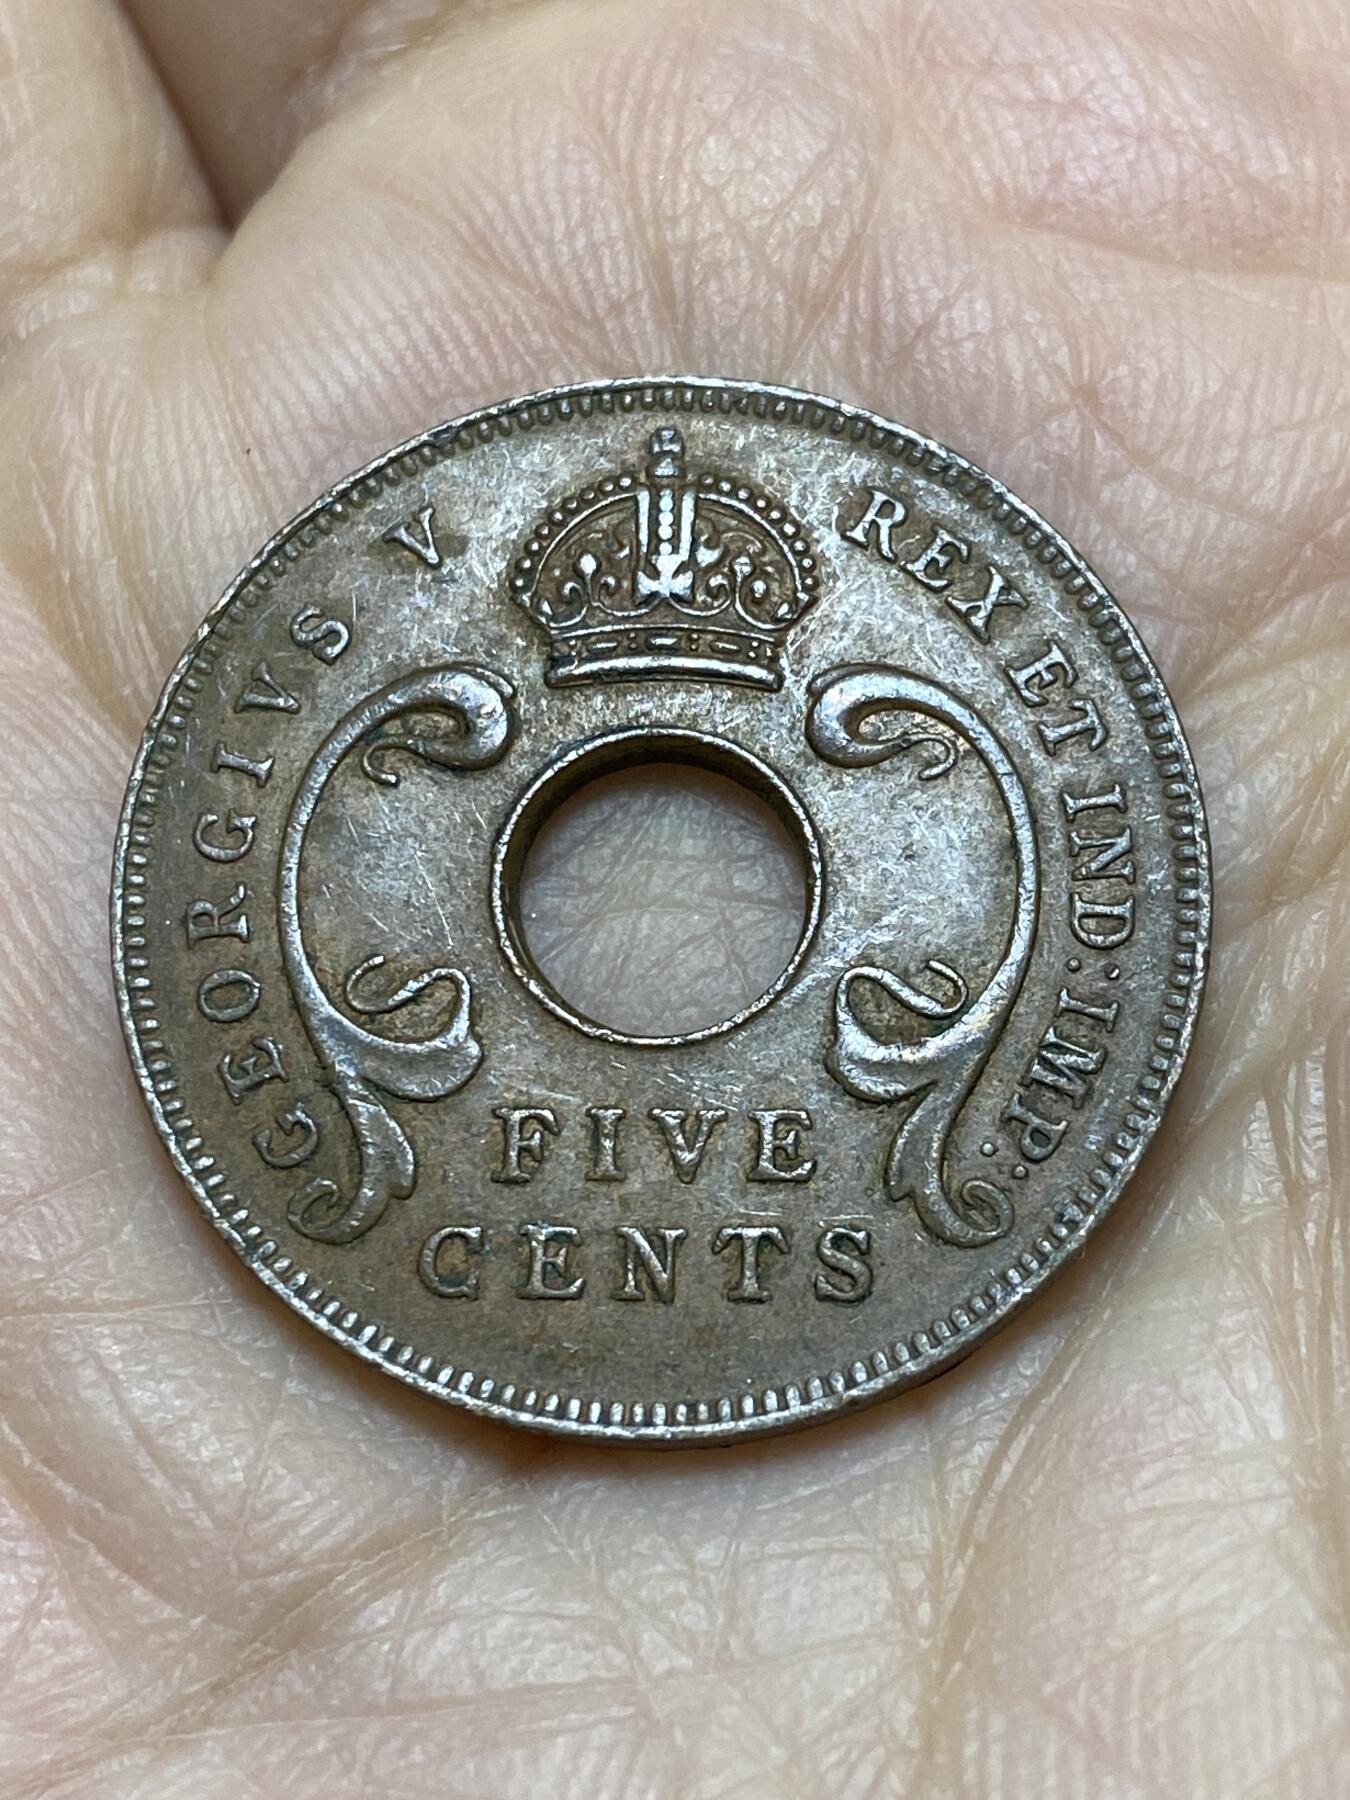 GEORGIVS V REX ET IND: IMP:
FIVE
CENTS